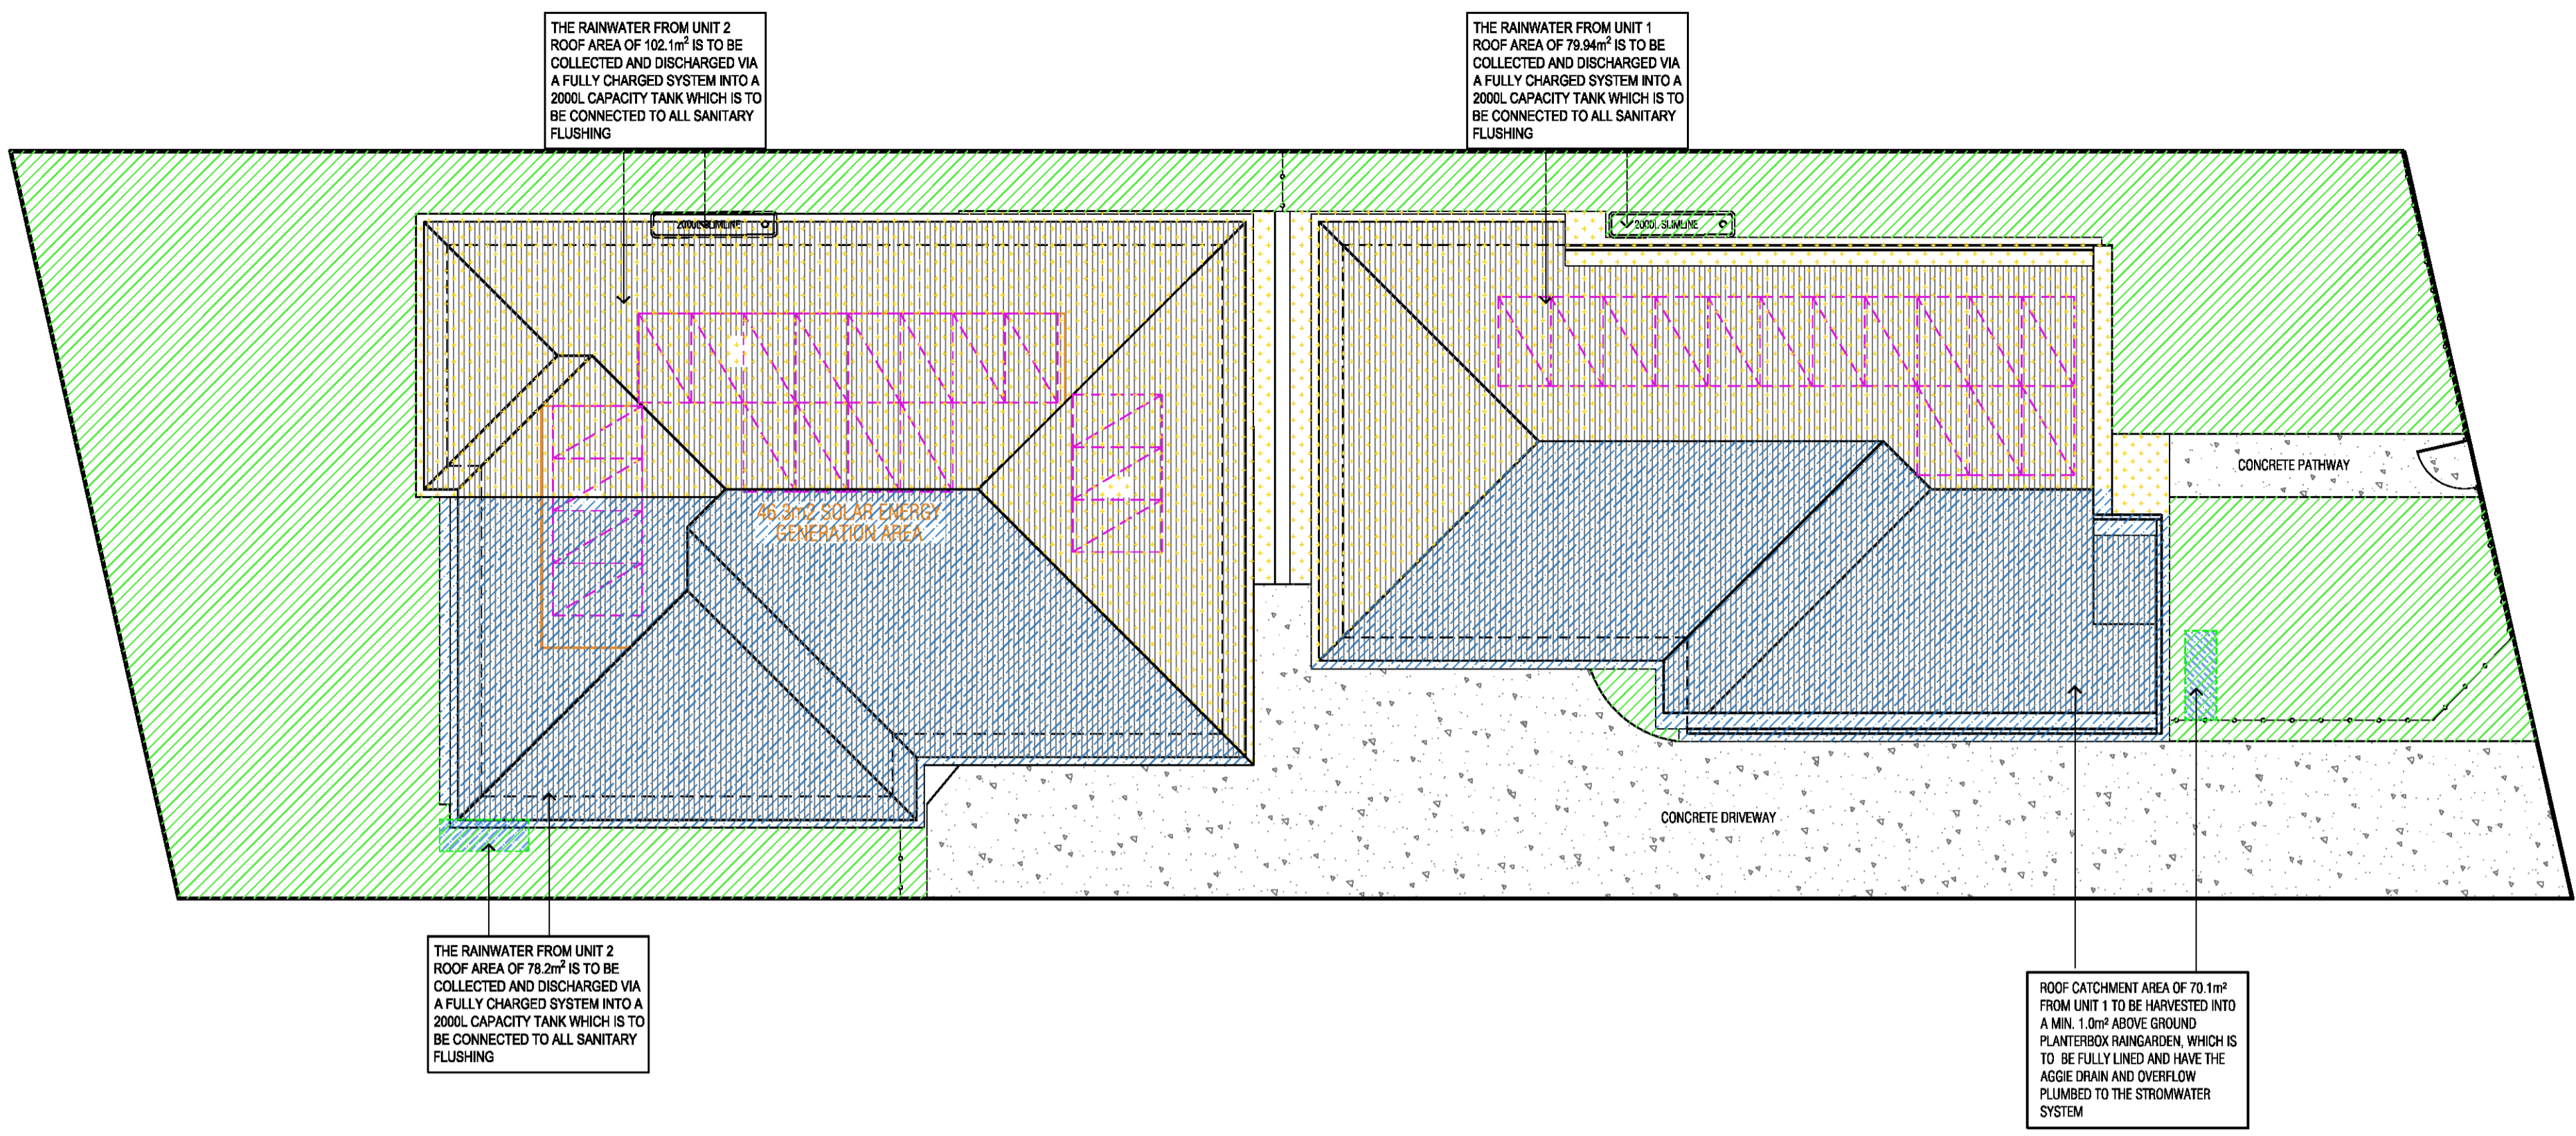 THE RAINWATER FROM UNIT 2
ROOF AREA OF 102.1m² IS TO BE
COLLECTED AND DISCHARGED VIA
A FULLY CHARGED SYSTEM INTO A
2000L CAPACITY TANK WHICH IS TO
BE CONNECTED TO ALL SANITARY
FLUSHING
THE RAINWATER FROM UNIT 1
ROOF AREA OF 79.94m² IS TO BE
COLLECTED AND DISCHARGED VIA
A FULLY CHARGED SYSTEM INTO A
2000L CAPACITY TANK WHICH IS TO
BE CONNECTED TO ALL SANITARY
FLUSHING
2000L SLIMLINE
2000L SLIMLINE
CONCRETE PATHWAY
46.3m2 SOLAR ENERGY
GENERATION AREA
CONCRETE DRIVEWAY
THE RAINWATER FROM UNIT 2
ROOF AREA OF 78.2m² IS TO BE
COLLECTED AND DISCHARGED VIA
A FULLY CHARGED SYSTEM INTO A
2000L CAPACITY TANK WHICH IS TO
BE CONNECTED TO ALL SANITARY
FLUSHING
ROOF CATCHMENT AREA OF 70.1m²
FROM UNIT 1 TO BE HARVESTED INTO
A MIN. 1.0m² ABOVE GROUND
PLANTERBOX RAINGARDEN, WHICH IS
TO BE FULLY LINED AND HAVE THE
AGGIE DRAIN AND OVERFLOW
PLUMBED TO THE STROMWATER
SYSTEM